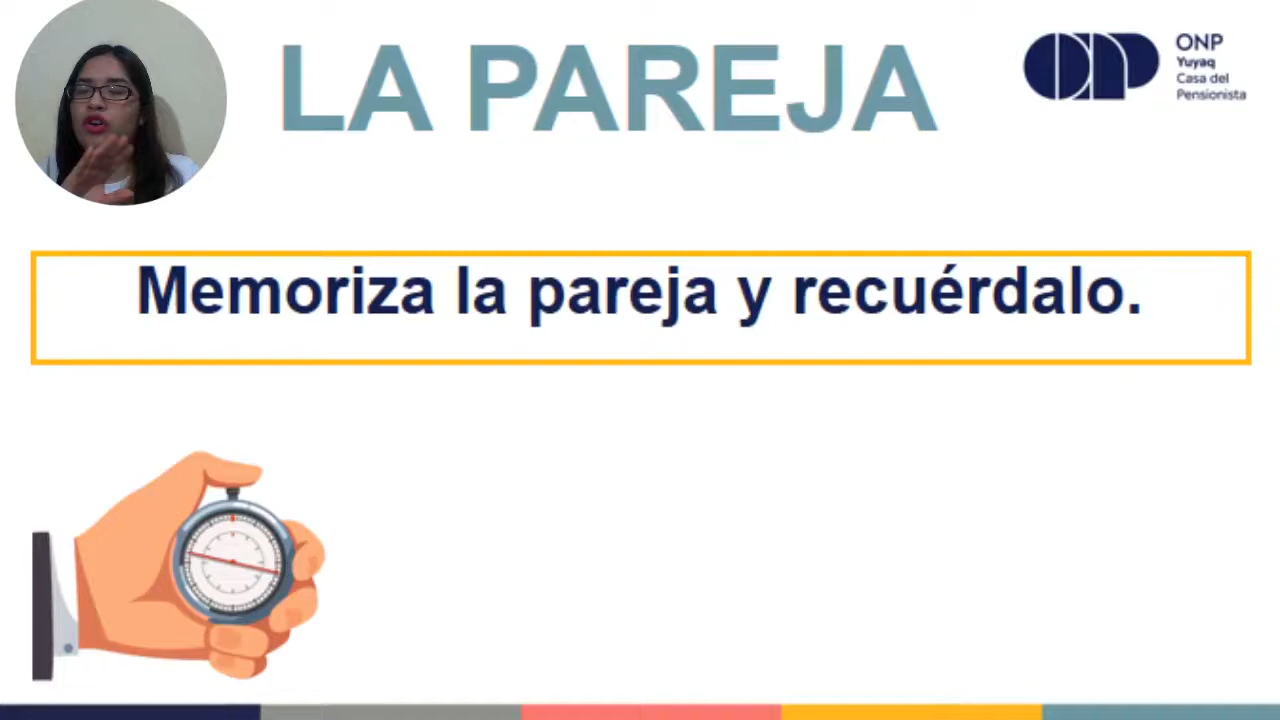 LA PAREJA
ONP
Yuyaq
Casa del
Pensionista
Memoriza la pareja y recuérdalo.